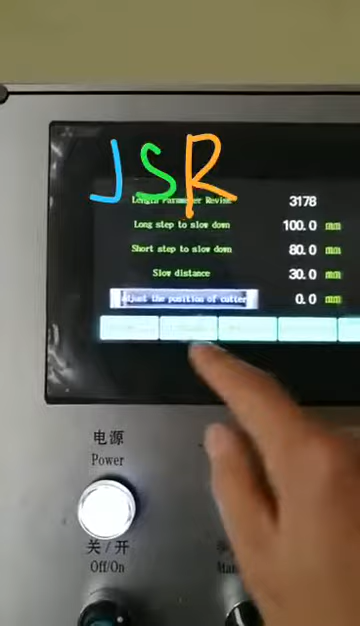 JSR
Length Parameter Revise 3178
Long step to slow down 100.0 mm
Short step to slow down 80.0 mm
Slow distance 30.0 mm
Adjust the position of cutter 0.0 mm
电源
Power
关/开
Off/On